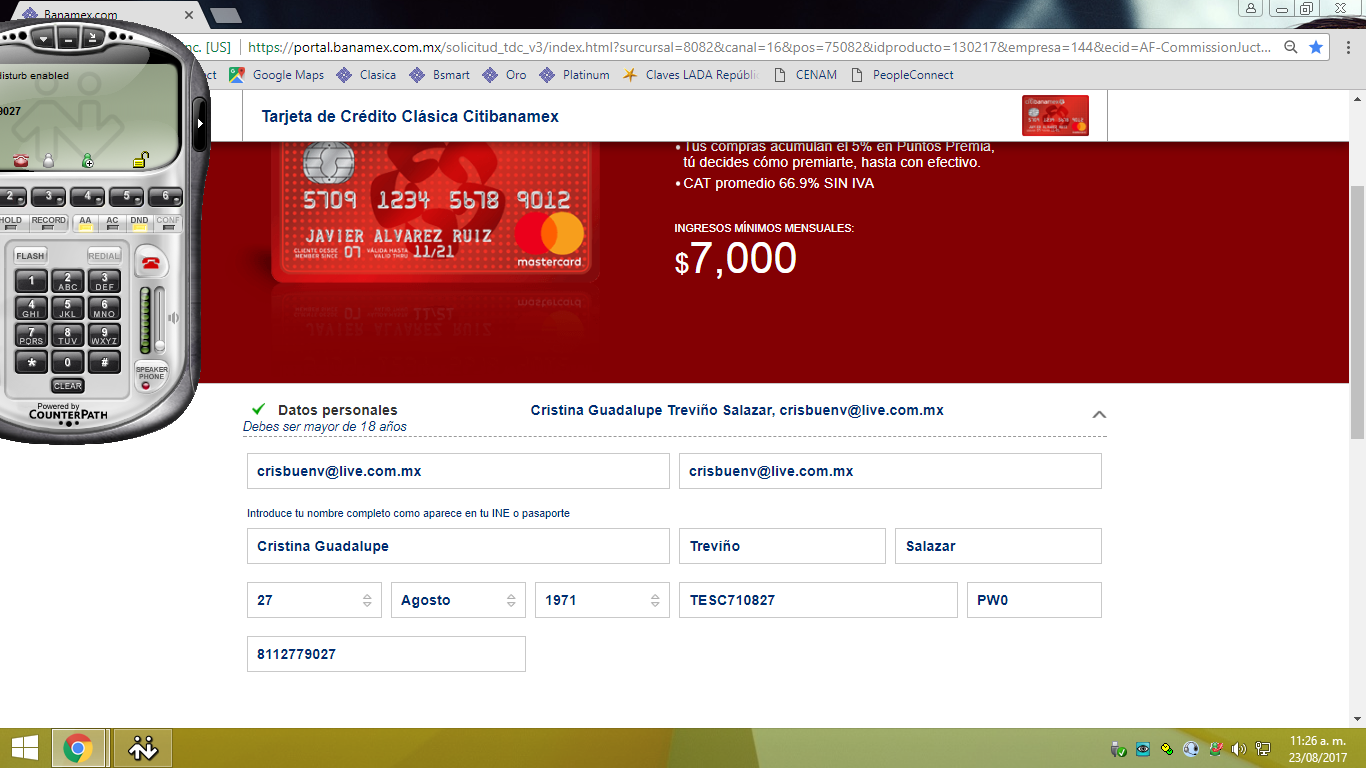 Banamex.com
nc. [US] https://portal.banamex.com.mx/solicitud_tdc_v3/index.html?surcursal=8082&canal=16&pos=75082&idproducto=130217&empresa=144&ecid=AF-CommissionJuct...
ct Google Maps Clasica Bsmart Oro Platinum Claves LADA Repúbli CENAM PeopleConnect
disturb enabled
9027
2 3 4 5 6
HOLD RECORD AA AC DND CONF
FLASH REDIAL
1 2 ABC 3 DEF
4 GHI 5 JKL 6 MNO
7 PQRS 8 TUV 9 WXYZ
* 0 #
CLEAR
SPEAKER PHONE
Powered by
COUNTERPATH
Tarjeta de Crédito Clásica Citibanamex
• Tus compras acumulan el 5% en Puntos Premia,
tú decides cómo premiarte, hasta con efectivo.
• CAT promedio 66.9% SIN IVA
INGRESOS MÍNIMOS MENSUALES:
$7,000
5709 1234 5678 9012
JAVIER ALVAREZ RUIZ
CLIENTE DESDE MEMBER SINCE 07 VÁLIDA HASTA VALID THRU 11/21
mastercard
Datos personales Cristina Guadalupe Treviño Salazar, crisbuenv@live.com.mx
Debes ser mayor de 18 años
crisbuenv@live.com.mx crisbuenv@live.com.mx
Introduce tu nombre completo como aparece en tu INE o pasaporte
Cristina Guadalupe Treviño Salazar
27 Agosto 1971 TESC710827 PW0
8112779027
11:26 a. m.
23/08/2017